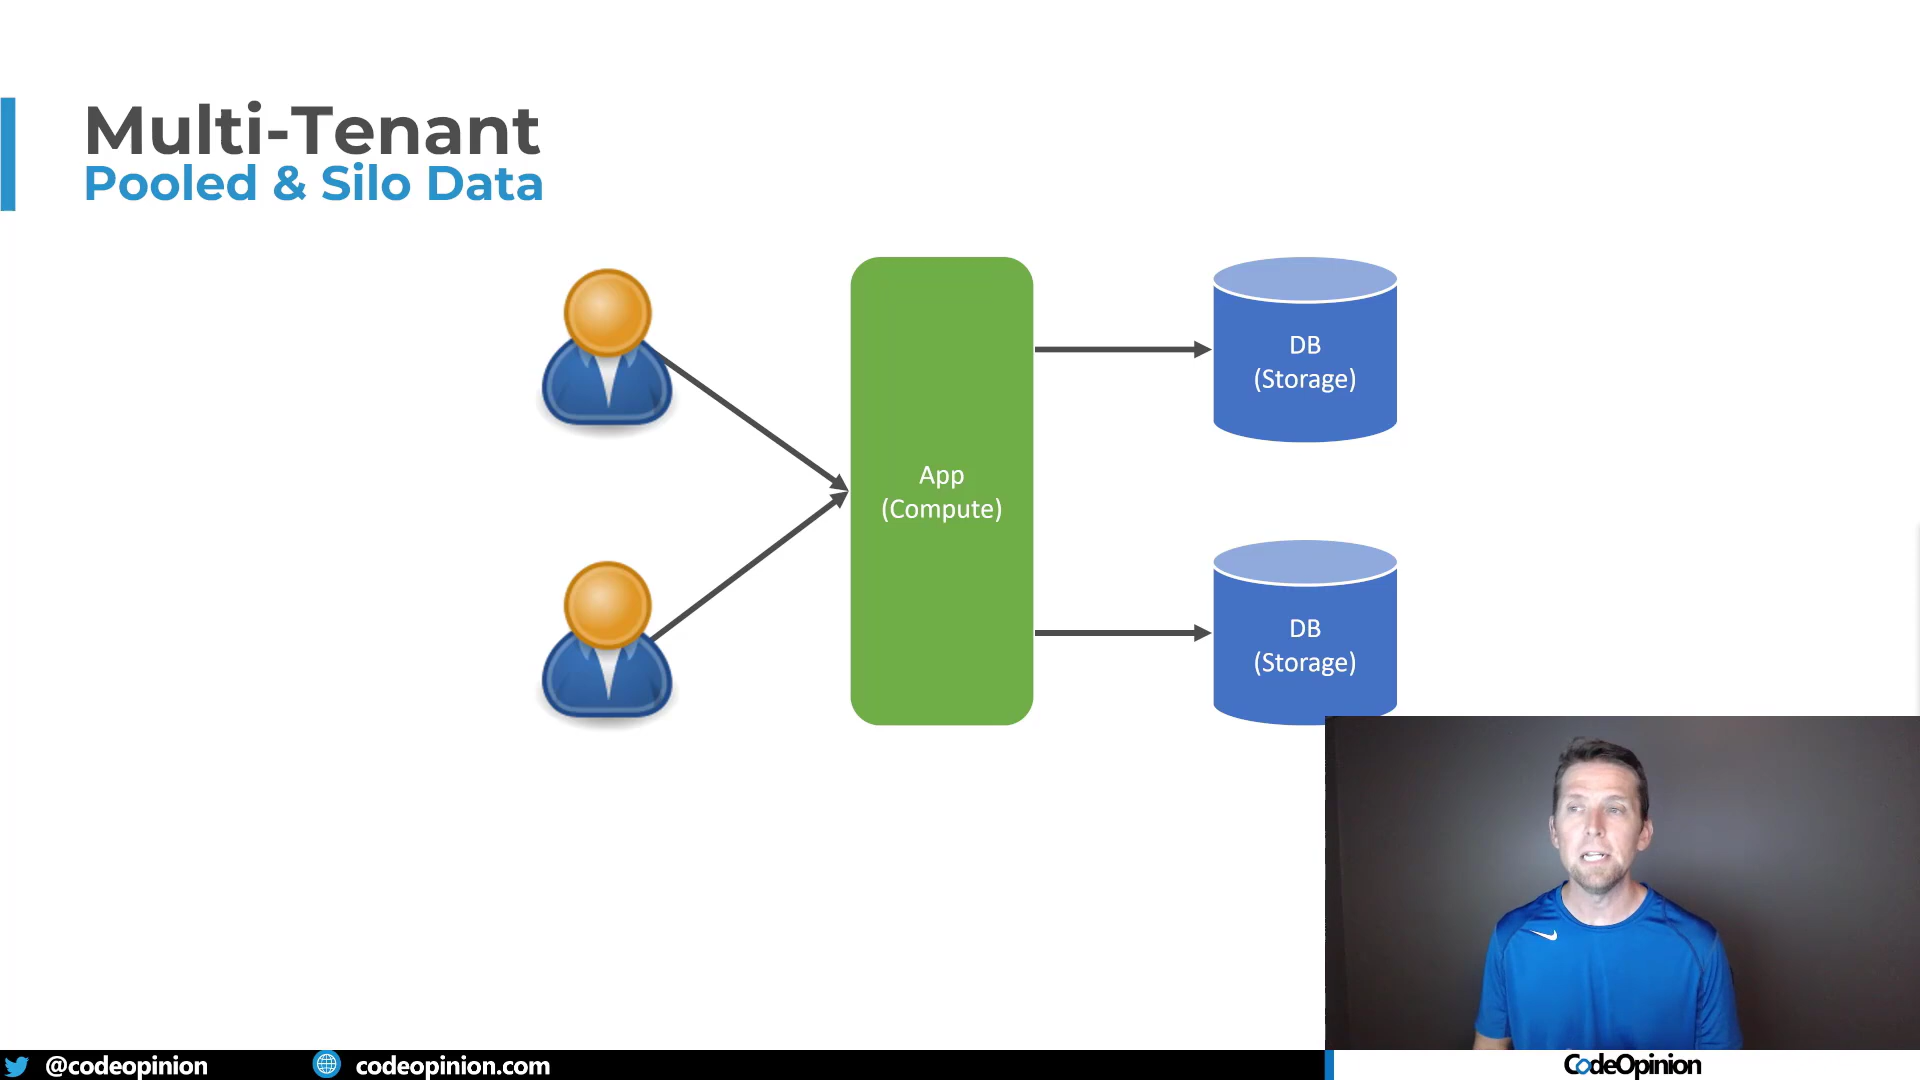 Multi-Tenant
Pooled & Silo Data
App
(Compute)
DB
(Storage)
DB
(Storage)
@codeopinion
codeopinion.com
CodeOpinion